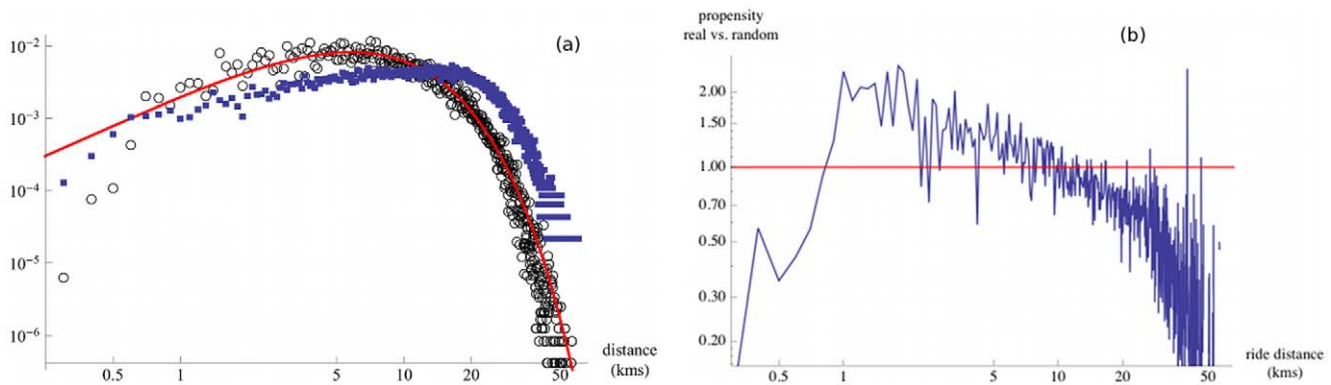 (a)
10⁻²
10⁻³
10⁻⁴
10⁻⁵
10⁻⁶
0.5 1 5 10 20 50
distance
(kms)
propensity
real vs. random
(b)
2.00
1.50
1.00
0.70
0.50
0.30
0.20
0.5 1 5 10 20 50
ride distance
(kms)